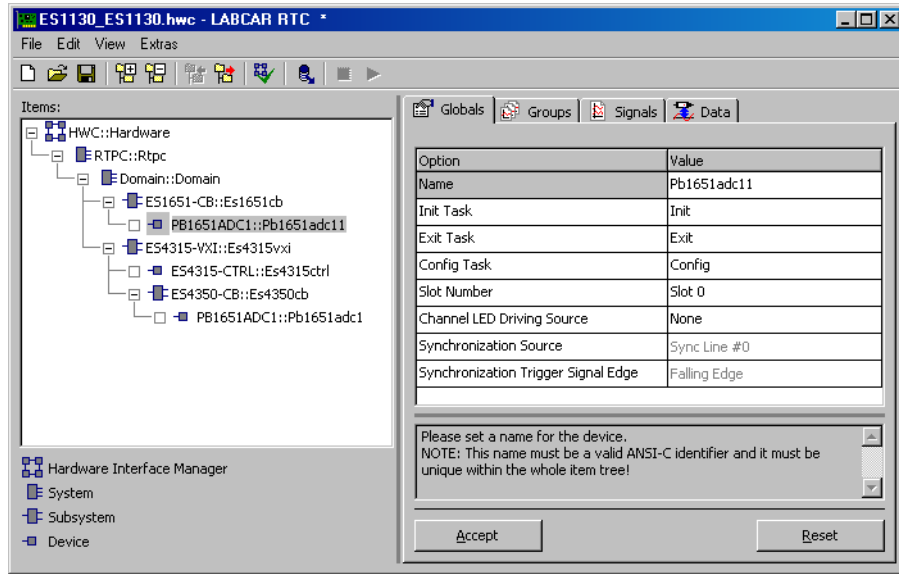 ES1130_ES1130.hwc - LABCAR RTC *
File Edit View Extras
Items:
HWC::Hardware
RTPC::Rtpc
Domain::Domain
ES1651-CB::Es1651cb
PB1651ADC1::Pb1651adc11
ES4315-VXI::Es4315vxi
ES4315-CTRL::Es4315ctrl
ES4350-CB::Es4350cb
PB1651ADC1::Pb1651adc1
Hardware Interface Manager
System
Subsystem
Device
Globals Groups Signals Data
Option Value
Name Pb1651adc11
Init Task Init
Exit Task Exit
Config Task Config
Slot Number Slot 0
Channel LED Driving Source None
Synchronization Source Sync Line #0
Synchronization Trigger Signal Edge Falling Edge
Please set a name for the device.
NOTE: This name must be a valid ANSI-C identifier and it must be
unique within the whole item tree!
Accept Reset